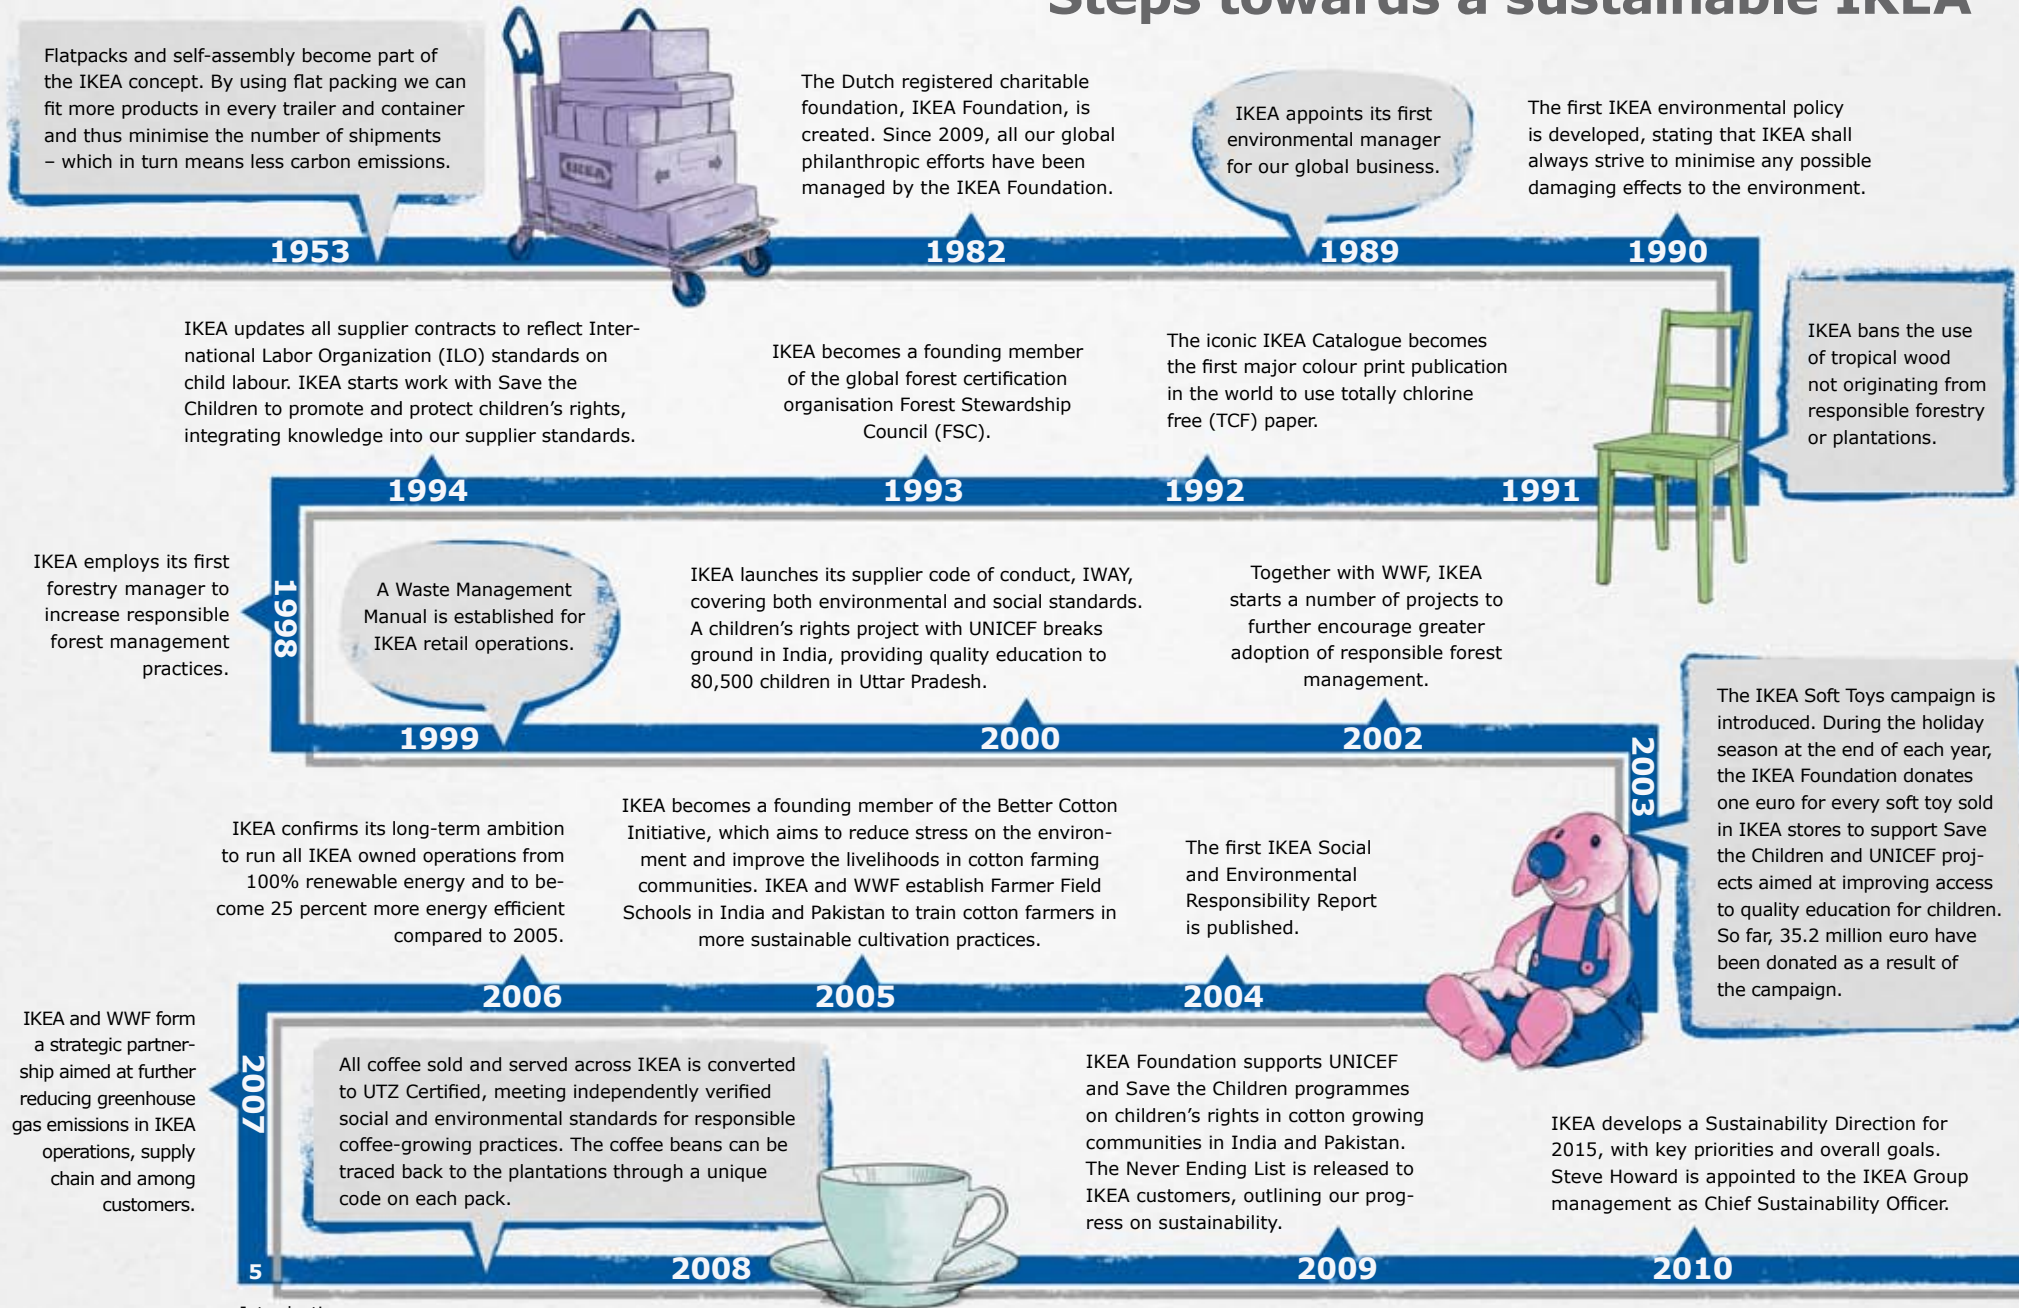 Steps towards a sustainable IKEA
Flatpacks and self-assembly become part of
the IKEA concept. By using flat packing we can
fit more products in every trailer and container
and thus minimise the number of shipments
– which in turn means less carbon emissions.
1953
IKEA
The Dutch registered charitable
foundation, IKEA Foundation, is
created. Since 2009, all our global
philanthropic efforts have been
managed by the IKEA Foundation.
1982
IKEA appoints its first
environmental manager
for our global business.
1989
The first IKEA environmental policy
is developed, stating that IKEA shall
always strive to minimise any possible
damaging effects to the environment.
1990
IKEA bans the use
of tropical wood
not originating from
responsible forestry
or plantations.
1991
The iconic IKEA Catalogue becomes
the first major colour print publication
in the world to use totally chlorine
free (TCF) paper.
1992
IKEA becomes a founding member
of the global forest certification
organisation Forest Stewardship
Council (FSC).
1993
IKEA updates all supplier contracts to reflect Inter-
national Labor Organization (ILO) standards on
child labour. IKEA starts work with Save the
Children to promote and protect children's rights,
integrating knowledge into our supplier standards.
1994
IKEA employs its first
forestry manager to
increase responsible
forest management
practices.
1998
A Waste Management
Manual is established for
IKEA retail operations.
1999
IKEA launches its supplier code of conduct, IWAY,
covering both environmental and social standards.
A children's rights project with UNICEF breaks
ground in India, providing quality education to
80,500 children in Uttar Pradesh.
2000
Together with WWF, IKEA
starts a number of projects to
further encourage greater
adoption of responsible forest
management.
2002
The IKEA Soft Toys campaign is
introduced. During the holiday
season at the end of each year,
the IKEA Foundation donates
one euro for every soft toy sold
in IKEA stores to support Save
the Children and UNICEF proj-
ects aimed at improving access
to quality education for children.
So far, 35.2 million euro have
been donated as a result of
the campaign.
2003
The first IKEA Social
and Environmental
Responsibility Report
is published.
2004
IKEA becomes a founding member of the Better Cotton
Initiative, which aims to reduce stress on the environ-
ment and improve the livelihoods in cotton farming
communities. IKEA and WWF establish Farmer Field
Schools in India and Pakistan to train cotton farmers in
more sustainable cultivation practices.
2005
IKEA confirms its long-term ambition
to run all IKEA owned operations from
100% renewable energy and to be-
come 25 percent more energy efficient
compared to 2005.
2006
IKEA and WWF form
a strategic partner-
ship aimed at further
reducing greenhouse
gas emissions in IKEA
operations, supply
chain and among
customers.
2007
All coffee sold and served across IKEA is converted
to UTZ Certified, meeting independently verified
social and environmental standards for responsible
coffee-growing practices. The coffee beans can be
traced back to the plantations through a unique
code on each pack.
2008
IKEA Foundation supports UNICEF
and Save the Children programmes
on children's rights in cotton growing
communities in India and Pakistan.
The Never Ending List is released to
IKEA customers, outlining our prog-
ress on sustainability.
2009
IKEA develops a Sustainability Direction for
2015, with key priorities and overall goals.
Steve Howard is appointed to the IKEA Group
management as Chief Sustainability Officer.
2010
5